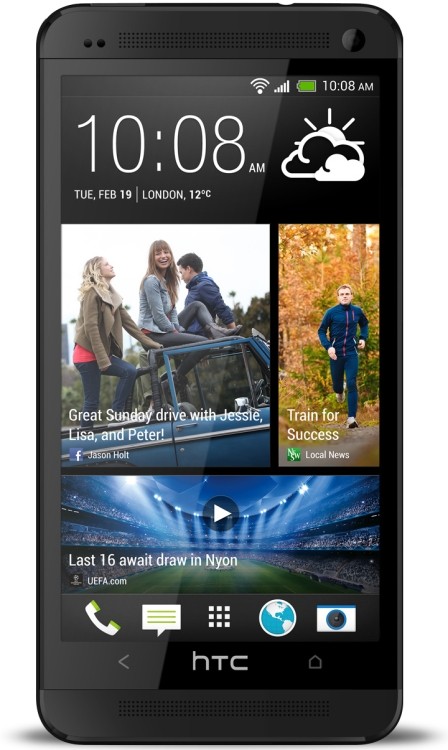 10:08 AM
10:08 AM
TUE, FEB 19 | LONDON, 12ºC
Great Sunday drive with Jessie,
Lisa, and Peter!
f Jason Holt
Train for
Success
Local News
Last 16 await draw in Nyon
UEFA.com
hTC